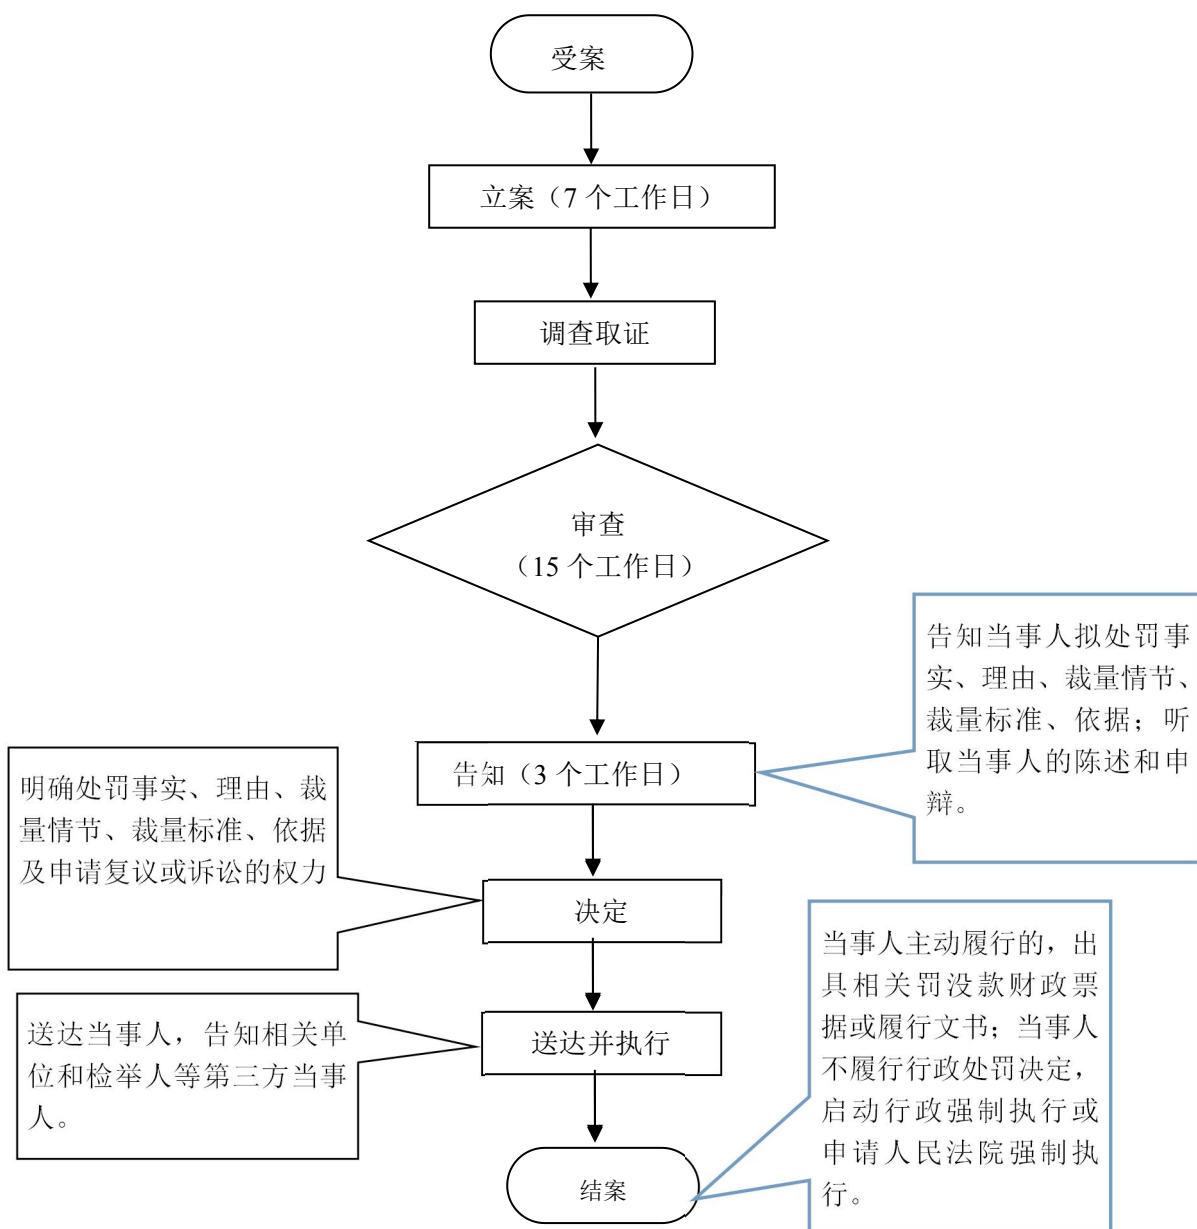 受案
立案（7 个工作日）
调查取证
审查
（15 个工作日）
告知当事人拟处罚事
实、理由、裁量情节、
裁量标准、依据；听
取当事人的陈述和申
辩。
告知（3 个工作日）
明确处罚事实、理由、裁
量情节、裁量标准、依据
及申请复议或诉讼的权力
决定
当事人主动履行的，出
具相关罚没款财政票
据或履行文书；当事人
不履行行政处罚决定，
启动行政强制执行或
申请人民法院强制执
行。
送达当事人，告知相关单
位和检举人等第三方当事
人。
送达并执行
结案